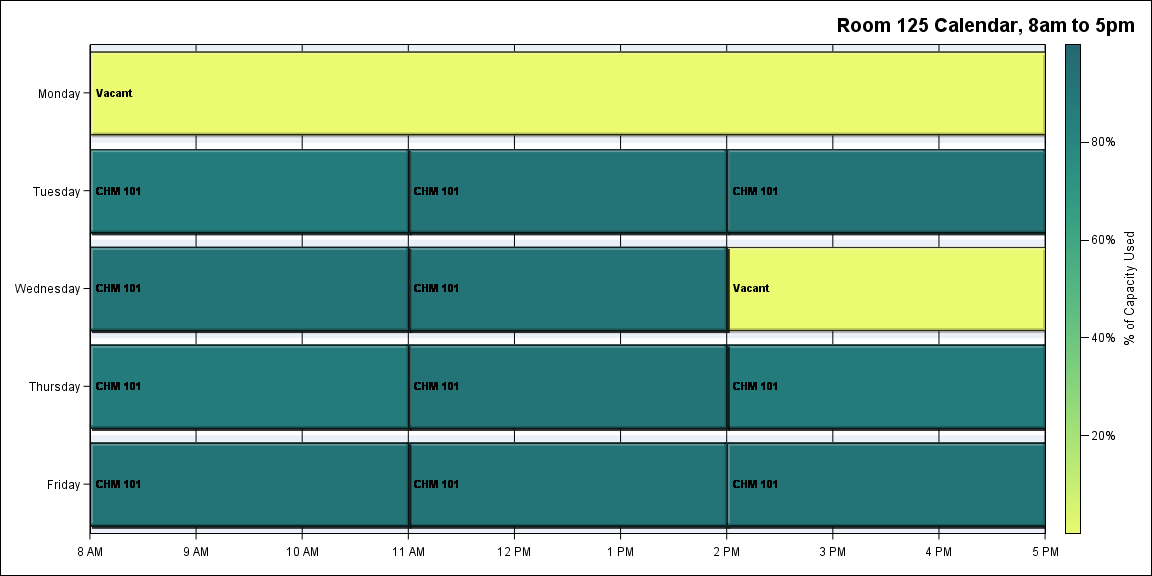 Room 125 Calendar, 8am to 5pm
Monday
Vacant
Tuesday
CHM 101
CHM 101
CHM 101
Wednesday
CHM 101
CHM 101
Vacant
Thursday
CHM 101
CHM 101
CHM 101
Friday
CHM 101
CHM 101
CHM 101
8 AM
9 AM
10 AM
11 AM
12 PM
1 PM
2 PM
3 PM
4 PM
5 PM
80%
60%
40%
20%
% of Capacity Used